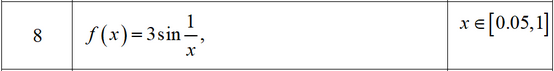 8 f(x) = 3 sin 1/x, x ∈ [0.05,1]